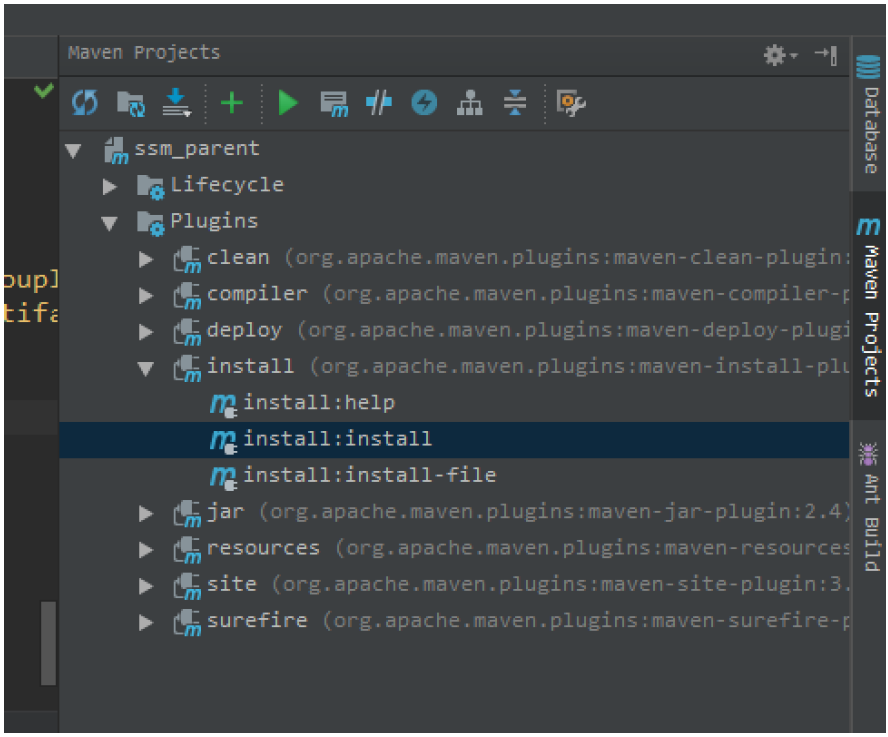 Maven Projects
ssm_parent
Lifecycle
Plugins
clean (org.apache.maven.plugins:maven-clean-plugin:
compiler (org.apache.maven.plugins:maven-compiler-p
deploy (org.apache.maven.plugins:maven-deploy-plugi
install (org.apache.maven.plugins:maven-install-plu
install:help
install:install
install:install-file
jar (org.apache.maven.plugins:maven-jar-plugin:2.4)
resources (org.apache.maven.plugins:maven-resources
site (org.apache.maven.plugins:maven-site-plugin:3.
surefire (org.apache.maven.plugins:maven-surefire-p
oupl
tifa
Database
Maven Projects
Ant Build